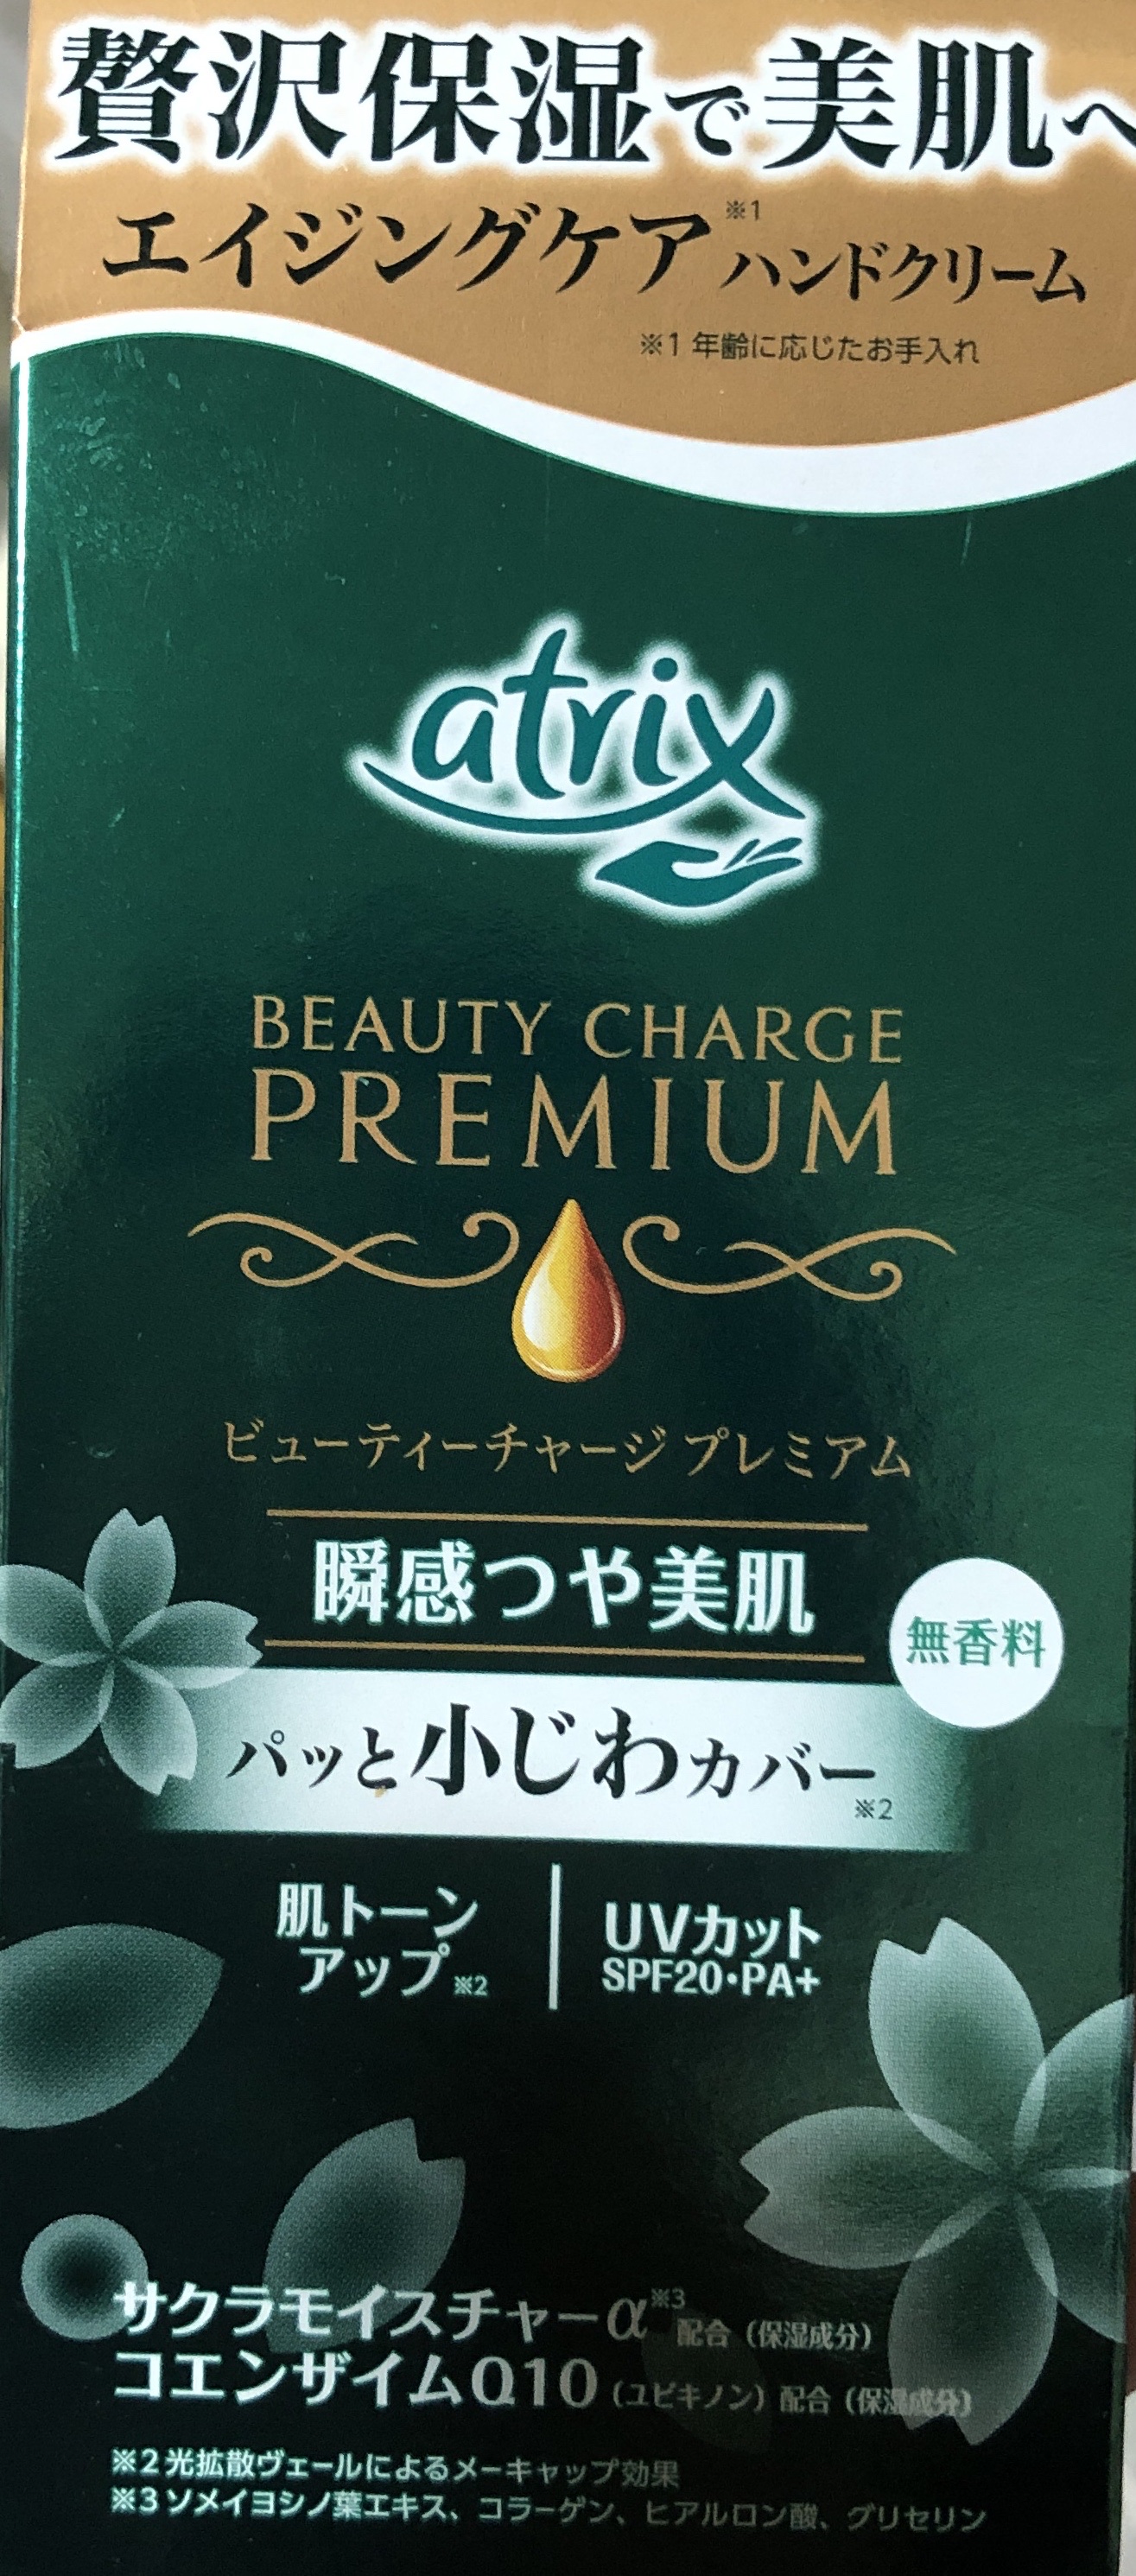 贅沢保湿で美肌へ
エイジングケア※1 ハンドクリーム
※1 年齢に応じたお手入れ
atrix
BEAUTY CHARGE
PREMIUM
ビューティーチャージ プレミアム
瞬感つや美肌
無香料
パッと小じわカバー※2
肌トーン
アップ※2
UVカット
SPF20・PA+
サクラモイスチャーα※3 配合（保湿成分）
コエンザイムQ10（ユビキノン）配合（保湿成分）
※2 光拡散ヴェールによるメーキャップ効果
※3 ソメイヨシノ葉エキス、コラーゲン、ヒアルロン酸、グリセリン